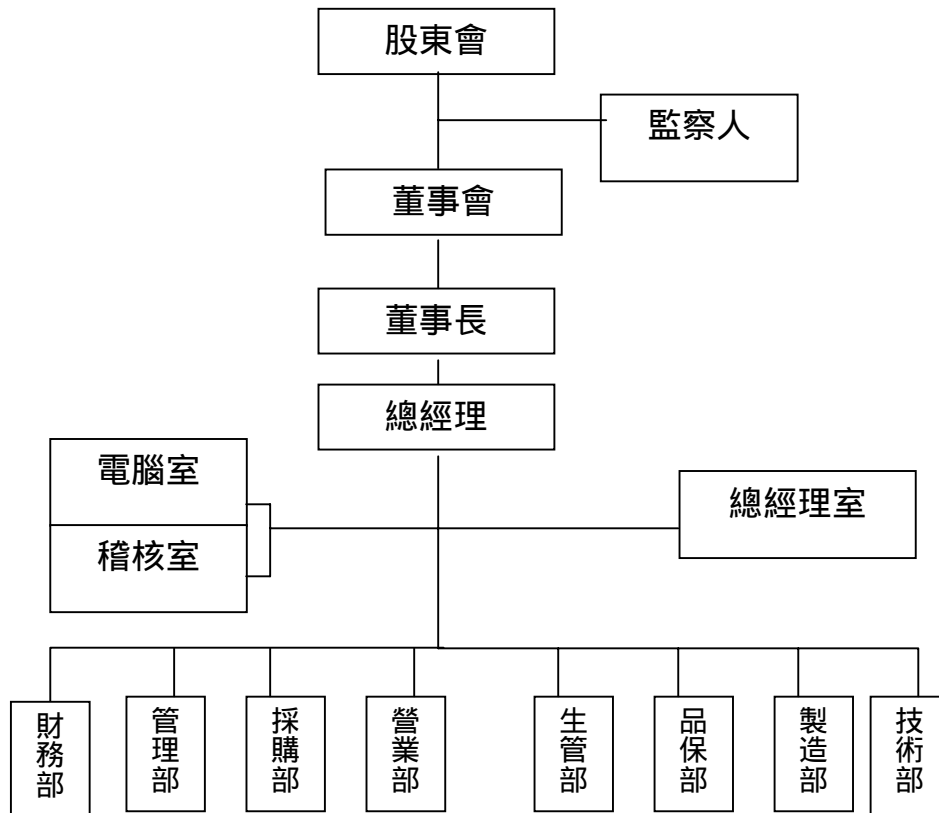 股東會
監察人
董事會
董事長
總經理
電腦室
總經理室
稽核室
財務部
管理部
採購部
營業部
生管部
品保部
製造部
技術部